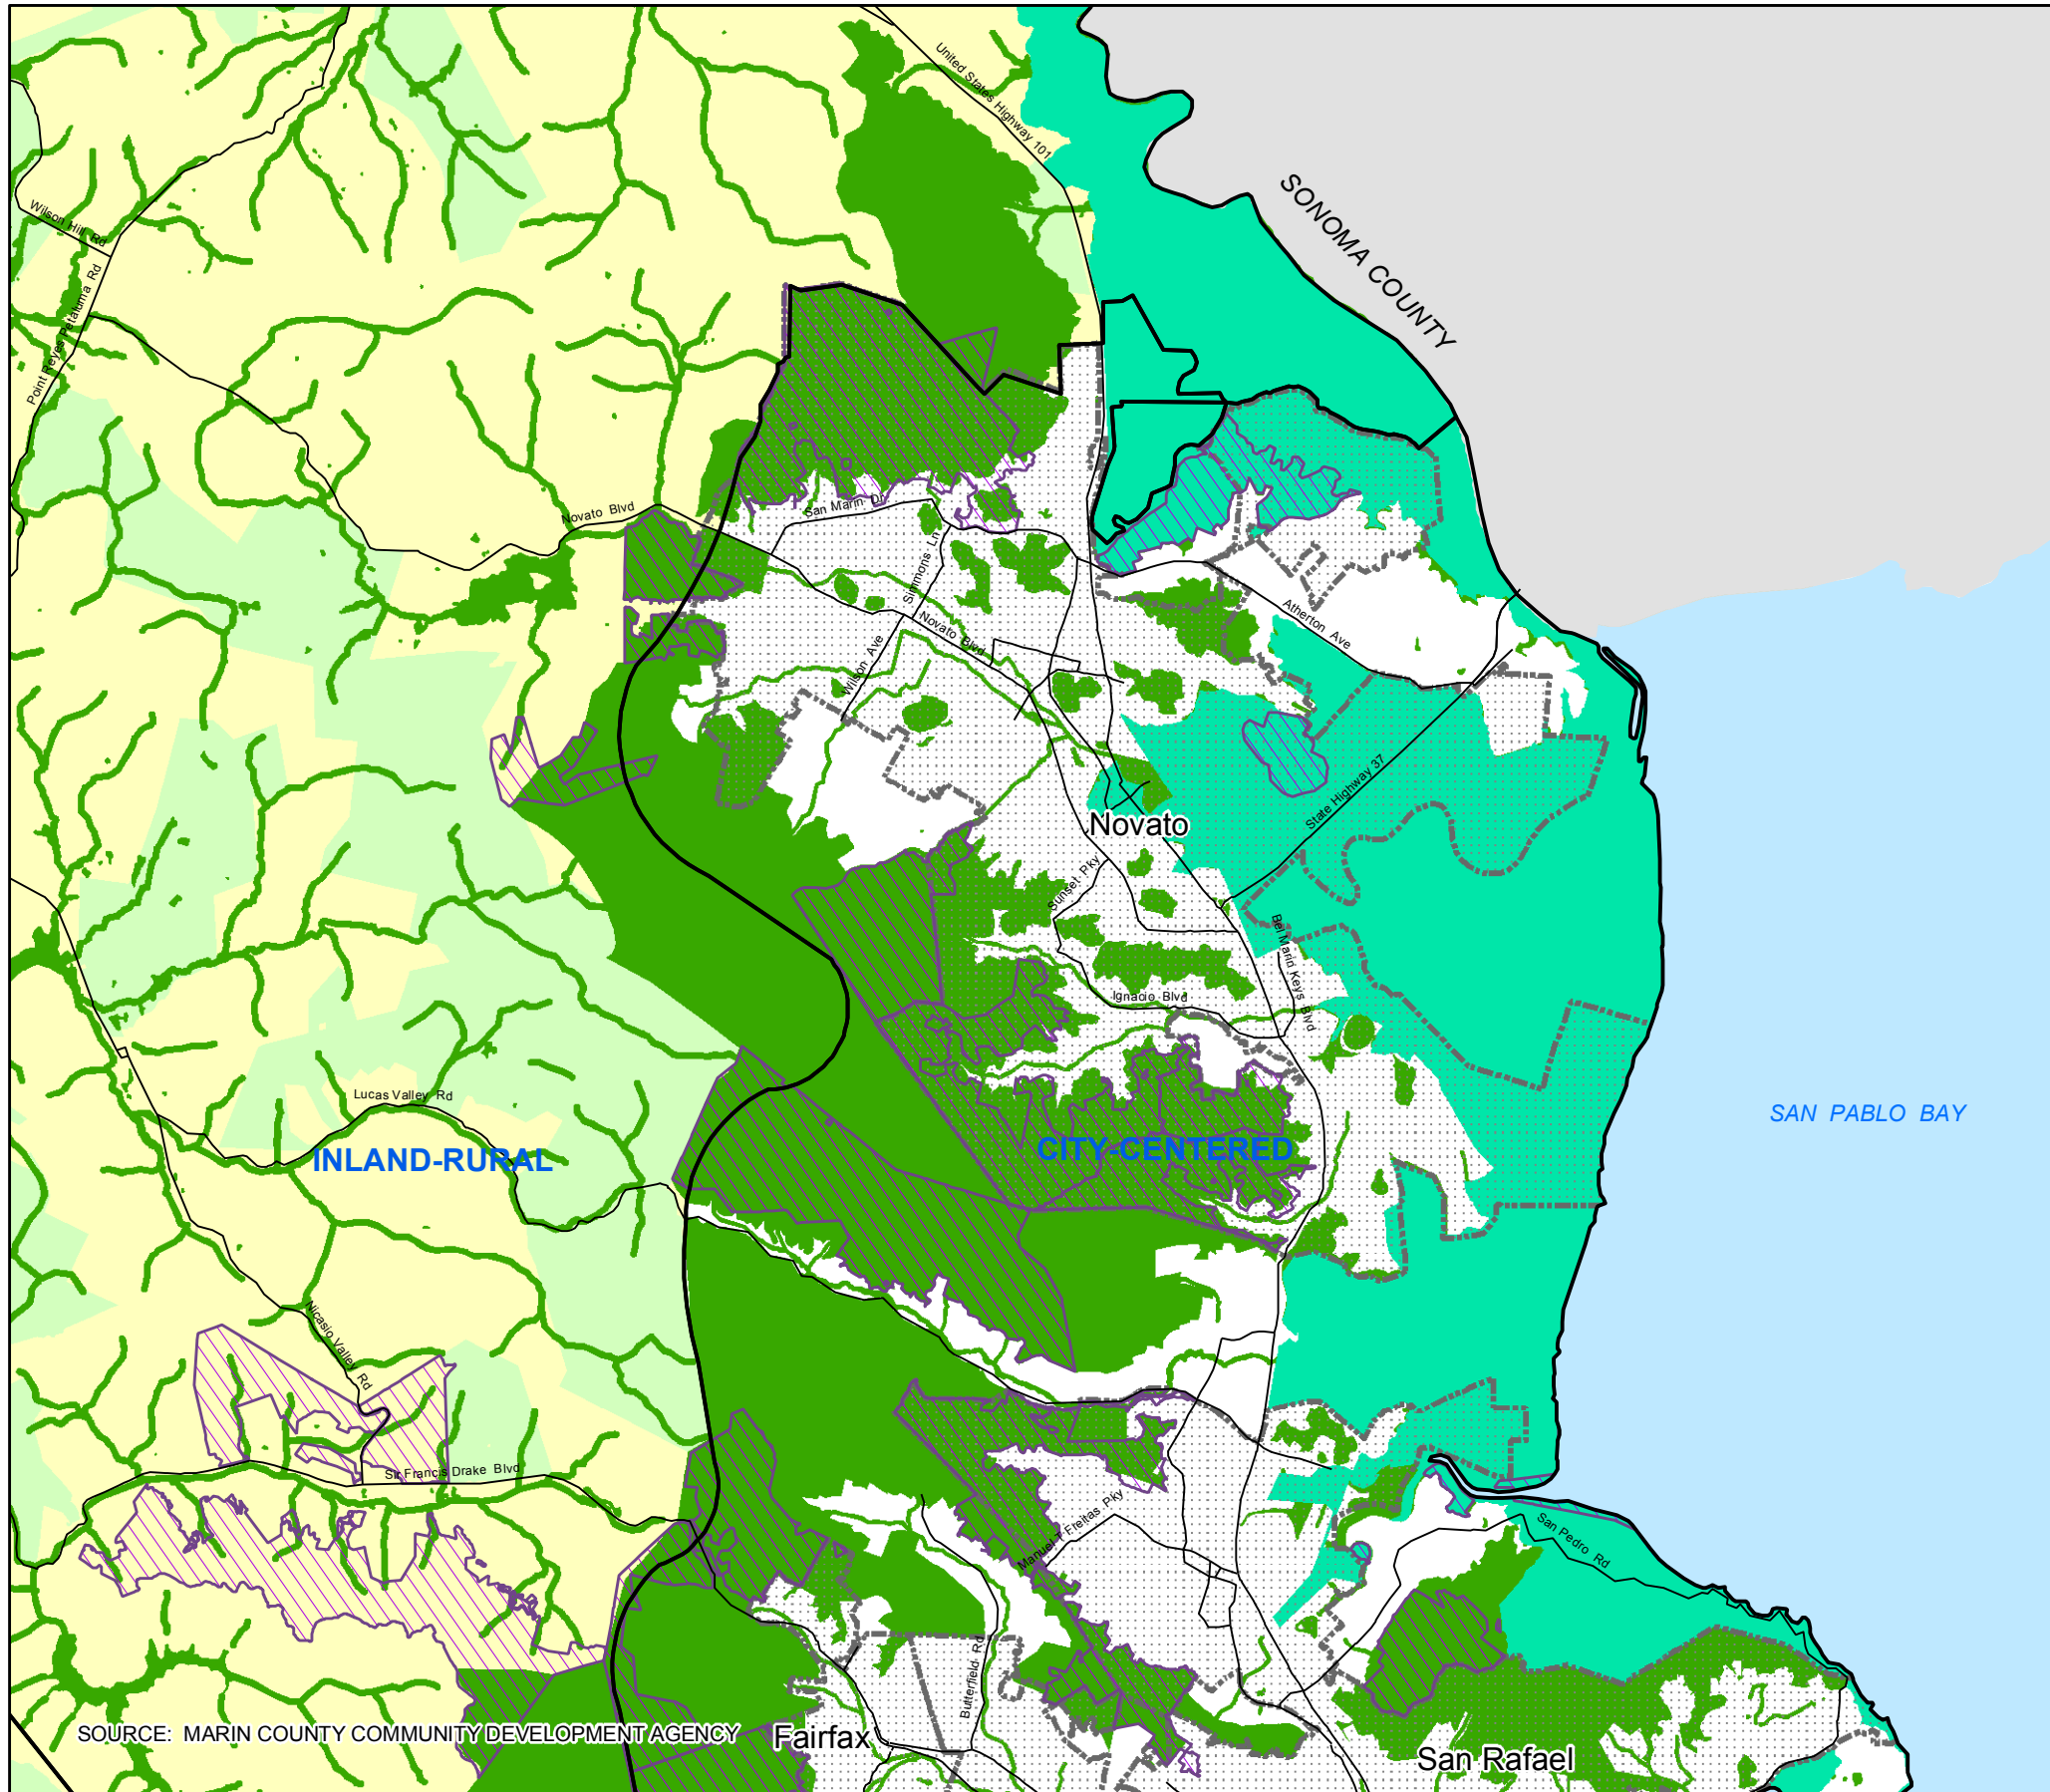 United States Highway 101
SONOMA COUNTY
Wilson Hill Rd
Point Reyes Petaluma Rd
Novato Blvd
San Marin Dr
Simmons Ln
Novato Blvd
Wilson Ave
Atherton Ave
State Highway 37
Novato
Sunset Pky
Bel Marin Keys Blvd
Ignacio Blvd
Lucas Valley Rd
SAN PABLO BAY
INLAND-RURAL
CITY-CENTERED
Nicasio Valley Rd
Sir Francis Drake Blvd
Manuel T Freitas Pky
San Pedro Rd
Butterfield Rd
SOURCE: MARIN COUNTY COMMUNITY DEVELOPMENT AGENCY
Fairfax
San Rafael